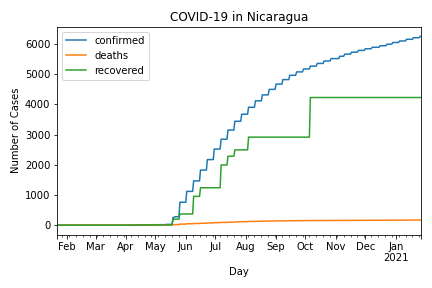 COVID-19 in Nicaragua
confirmed
deaths
recovered
Number of Cases
6000
5000
4000
3000
2000
1000
0
Feb Mar Apr May Jun Jul Aug Sep Oct Nov Dec Jan
2021
Day